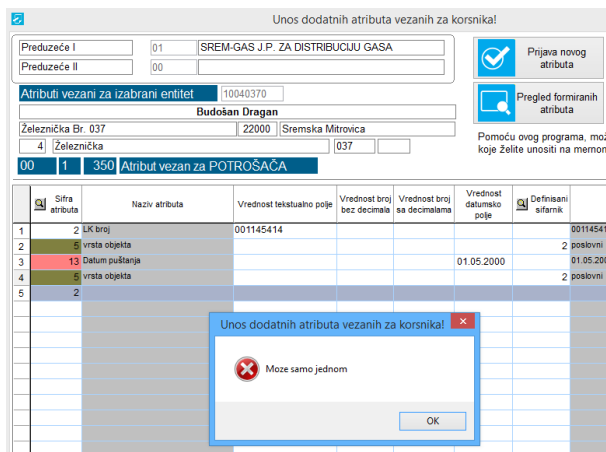 Unos dodatnih atributa vezanih za korsnika!
Preduzeće I 01 SREM-GAS J.P. ZA DISTRIBUCIJU GASA
Preduzeće II 00
Prijava novog
atributa
Atributi vezani za izabrani entitet 10040370
Pregled formiranih
atributa
Budošan Dragan
Železnička Br. 037 22000 Sremska Mitrovica
4 Železnička 037
Pomoću ovog programa, mož
koje želite unositi na memom
00 1 350 Atribut vezan za POTROŠAČA
Sifra
atributa
Naziv atributa
Vrednost tekstualno polje
Vrednost broj
bez decimala
Vrednost broj
sa decimalama
Vrednost
datumsko
polje
Definisani
sifarnik
1 2 LK broj 001145414 0011454
2 5 vrsta objekta 2 poslovni
3 13 Datum puštanja 01.05.2000 01.05.200
4 5 vrsta objekta 2 poslovni
5 2
Unos dodatnih atributa vezanih za korsnika!
Moze samo jednom
OK